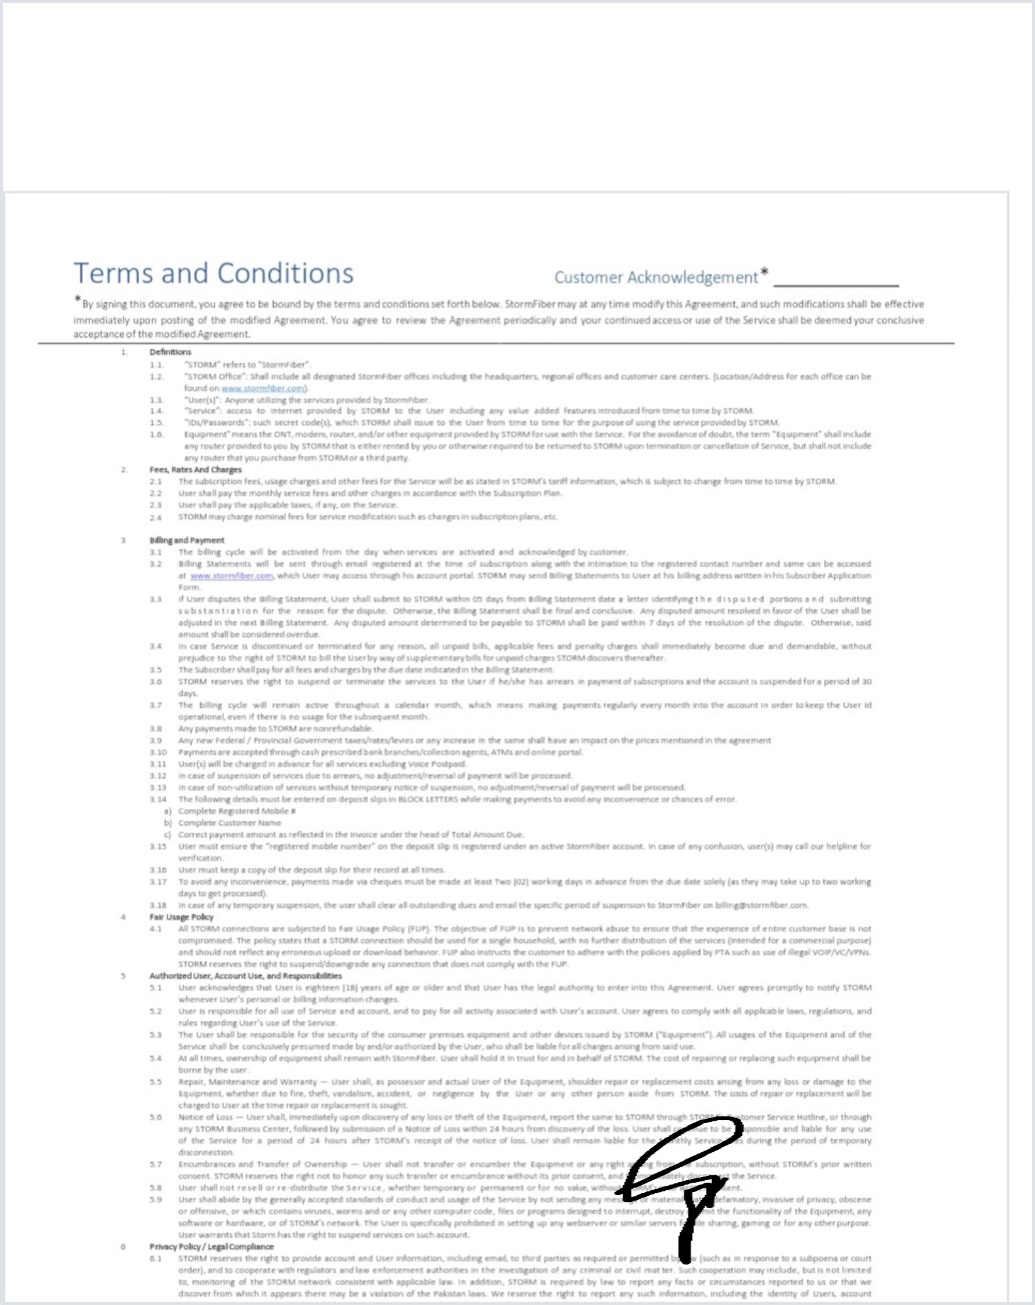 Terms and Conditions
Customer Acknowledgement* ____________
*By signing this document, you agree to be bound by the terms and conditions set forth below. StormFiber may at any time modify this Agreement, and such modifications shall be effective
immediately upon posting of the modified Agreement. You agree to review the Agreement periodically and your continued access or use of the Service shall be deemed your conclusive
acceptance of the modified Agreement.
1. Definitions
1.1. "STORM" refers to "StormFiber".
1.2. "STORM Office": Shall include all designated StormFiber offices including the headquarters, regional offices and customer care centers. (Location/Address for each office can be
found on www.stormfiber.com).
1.3. "User(s)": Anyone utilizing the services provided by StormFiber.
1.4. "Service": access to Internet provided by STORM to the User including any value added features introduced from time to time by STORM.
1.5. "IDs/Passwords": such secret code(s), which STORM shall issue to the User from time to time for the purpose of using the service provided by STORM.
1.6. Equipment" means the ONT, modem, router, and/or other equipment provided by STORM for use with the Service. For the avoidance of doubt, the term "Equipment" shall include
any router provided to you by STORM that is either rented by you or otherwise required to be returned to STORM upon termination or cancellation of Service, but shall not include
any router that you purchase from STORM or a third party.
2. Fees, Rates And Charges
2.1 The subscription fees, usage charges and other fees for the Service will be as stated in STORM's tariff information, which is subject to change from time to time by STORM.
2.2 User shall pay the monthly service fees and other charges in accordance with the Subscription Plan.
2.3 User shall pay the applicable taxes, if any, on the Service.
2.4 STORM may charge nominal fees for service modification such as changes in subscription plans, etc.
3 Billing and Payment
3.1 The billing cycle will be activated from the day when services are activated and acknowledged by customer.
3.2 Billing Statements will be sent through email registered at the time of subscription along with the intimation to the registered contact number and same can be accessed
at www.stormfiber.com, which User may access through his account portal. STORM may send Billing Statements to User at his billing address written in his Subscriber Application
Form.
3.3 If User disputes the Billing Statement, User shall submit to STORM within 05 days from Billing Statement date a letter identifying the disputed portions and submitting
substantiation for the reason for the dispute. Otherwise, the Billing Statement shall be final and conclusive. Any disputed amount resolved in favor of the User shall be
adjusted in the next Billing Statement. Any disputed amount determined to be payable to STORM shall be paid within 7 days of the resolution of the dispute. Otherwise, said
amount shall be considered overdue.
3.4 In case Service is discontinued or terminated for any reason, all unpaid bills, applicable fees and penalty charges shall immediately become due and demandable, without
prejudice to the right of STORM to bill the User by way of supplementary bills for unpaid charges STORM discovers thereafter.
3.5 The Subscriber shall pay for all fees and charges by the due date indicated in the Billing Statement.
3.6 STORM reserves the right to suspend or terminate the services to the User if he/she has arrears in payment of subscriptions and the account is suspended for a period of 30
days.
3.7 The billing cycle will remain active throughout a calendar month, which means making payments regularly every month into the account in order to keep the User Id
operational, even if there is no usage for the subsequent month.
3.8 Any payments made to STORM are nonrefundable.
3.9 Any new Federal / Provincial Government taxes/rates/levies or any increase in the same shall have an impact on the prices mentioned in the agreement
3.10 Payments are accepted through cash prescribed bank branches/collection agents, ATMs and online portal.
3.11 User(s) will be charged in advance for all services excluding Voice Postpaid.
3.12 In case of suspension of services due to arrears, no adjustment/reversal of payment will be processed.
3.13 In case of non-utilization of services without temporary notice of suspension, no adjustment/reversal of payment will be processed.
3.14 The following details must be entered on deposit slips in BLOCK LETTERS while making payments to avoid any inconvenience or chances of error.
a) Complete Registered Mobile #
b) Complete Customer Name
c) Correct payment amount as reflected in the Invoice under the head of Total Amount Due.
3.15 User must ensure the "registered mobile number" on the deposit slip is registered under an active StormFiber account. In case of any confusion, user(s) may call our helpline for
verification.
3.16 User must keep a copy of the deposit slip for their record at all times.
3.17 To avoid any inconvenience, payments made via cheques must be made at least Two (02) working days in advance from the due date solely (as they may take up to two working
days to get processed).
3.18 In case of any temporary suspension, the user shall clear all outstanding dues and email the specific period of suspension to StormFiber on billing@stormfiber.com.
4 Fair Usage Policy
4.1 All STORM connections are subjected to Fair Usage Policy (FUP). The objective of FUP is to prevent network abuse to ensure that the experience of entire customer base is not
compromised. The policy states that a STORM connection should be used for a single household, with no further distribution of the services (intended for a commercial purpose)
and should not reflect any erroneous upload or download behavior. FUP also instructs the customer to adhere with the policies applied by PTA such as use of illegal VOIP/VC/VPNs.
STORM reserves the right to suspend/downgrade any connection that does not comply with the FUP.
5 Authorized User, Account Use, and Responsibilities
5.1 User acknowledges that User is eighteen (18) years of age or older and that User has the legal authority to enter into this Agreement. User agrees promptly to notify STORM
whenever User's personal or billing information changes.
5.2 User is responsible for all use of Service and account, and to pay for all activity associated with User's account. User agrees to comply with all applicable laws, regulations, and
rules regarding User's use of the Service.
5.3 The User shall be responsible for the security of the consumer premises equipment and other devices issued by STORM ("Equipment"). All usages of the Equipment and of the
Service shall be conclusively presumed made by and/or authorized by the User, who shall be liable for all charges arising from said use.
5.4 At all times, ownership of equipment shall remain with StormFiber. User shall hold it in trust for and in behalf of STORM. The cost of repairing or replacing such equipment shall be
borne by the user.
5.5 Repair, Maintenance and Warranty — User shall, as possessor and actual User of the Equipment, shoulder repair or replacement costs arising from any loss or damage to the
Equipment, whether due to fire, theft, vandalism, accident, or negligence by the User or any other person aside from STORM. The costs of repair or replacement will be
charged to User at the time repair or replacement is sought.
5.6 Notice of Loss — User shall, immediately upon discovery of any loss or theft of the Equipment, report the same to STORM through Customer Service Hotline, or through
any STORM Business Center, followed by submission of a Notice of Loss within 24 hours from discovery of the loss. User shall to be responsible and liable for any use
of the Service for a period of 24 hours after STORM's receipt of the notice of loss. User shall remain liable for the Monthly Service during the period of temporary
disconnection.
5.7 Encumbrances and Transfer of Ownership — User shall not transfer or encumber the Equipment or any right from subscription, without STORM's prior written
consent. STORM reserves the right to not to honor any such transfer or encumbrance without its prior consent, and the Service.
5.8 User shall not resell or re-distribute the Service, whether temporary or permanent or for no value,
5.9 User shall abide by the generally accepted standards of conduct and usage of the Service by not sending any defamatory, invasive of privacy, obscene
or offensive, or which contains viruses, worms and or any other computer code, files or programs designed to interrupt, destroy the functionality of the Equipment, any
software or hardware, or of STORM's network. The User is specifically prohibited in setting up any webserver or similar servers sharing, gaming or for any other purpose.
User warrants that Storm has the right to suspend services on such account.
6 Privacy Policy / Legal Compliance
6.1 STORM reserves the right to provide account and User information, including email, to third parties as required or permitted by (such as in response to a subpoena or court
order), and to cooperate with regulators and law enforcement authorities in the investigation of any criminal or civil matter. Such cooperation may include, but is not limited
to, monitoring of the STORM network consistent with applicable law. In addition, STORM is required by law to report any facts or circumstances reported to us or that we
discover from which it appears there may be a violation of the Pakistan laws. We reserve the right to report any such information, including the identity of Users, account